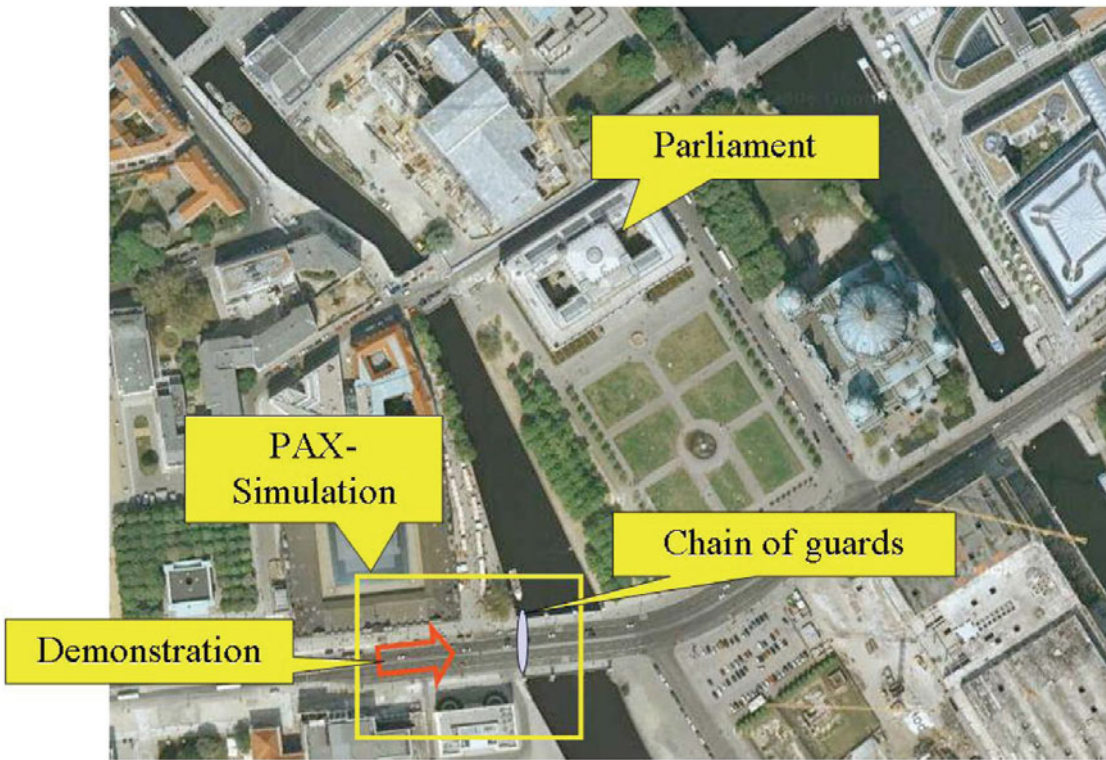 Parliament
PAX-
Simulation
Chain of guards
Demonstration